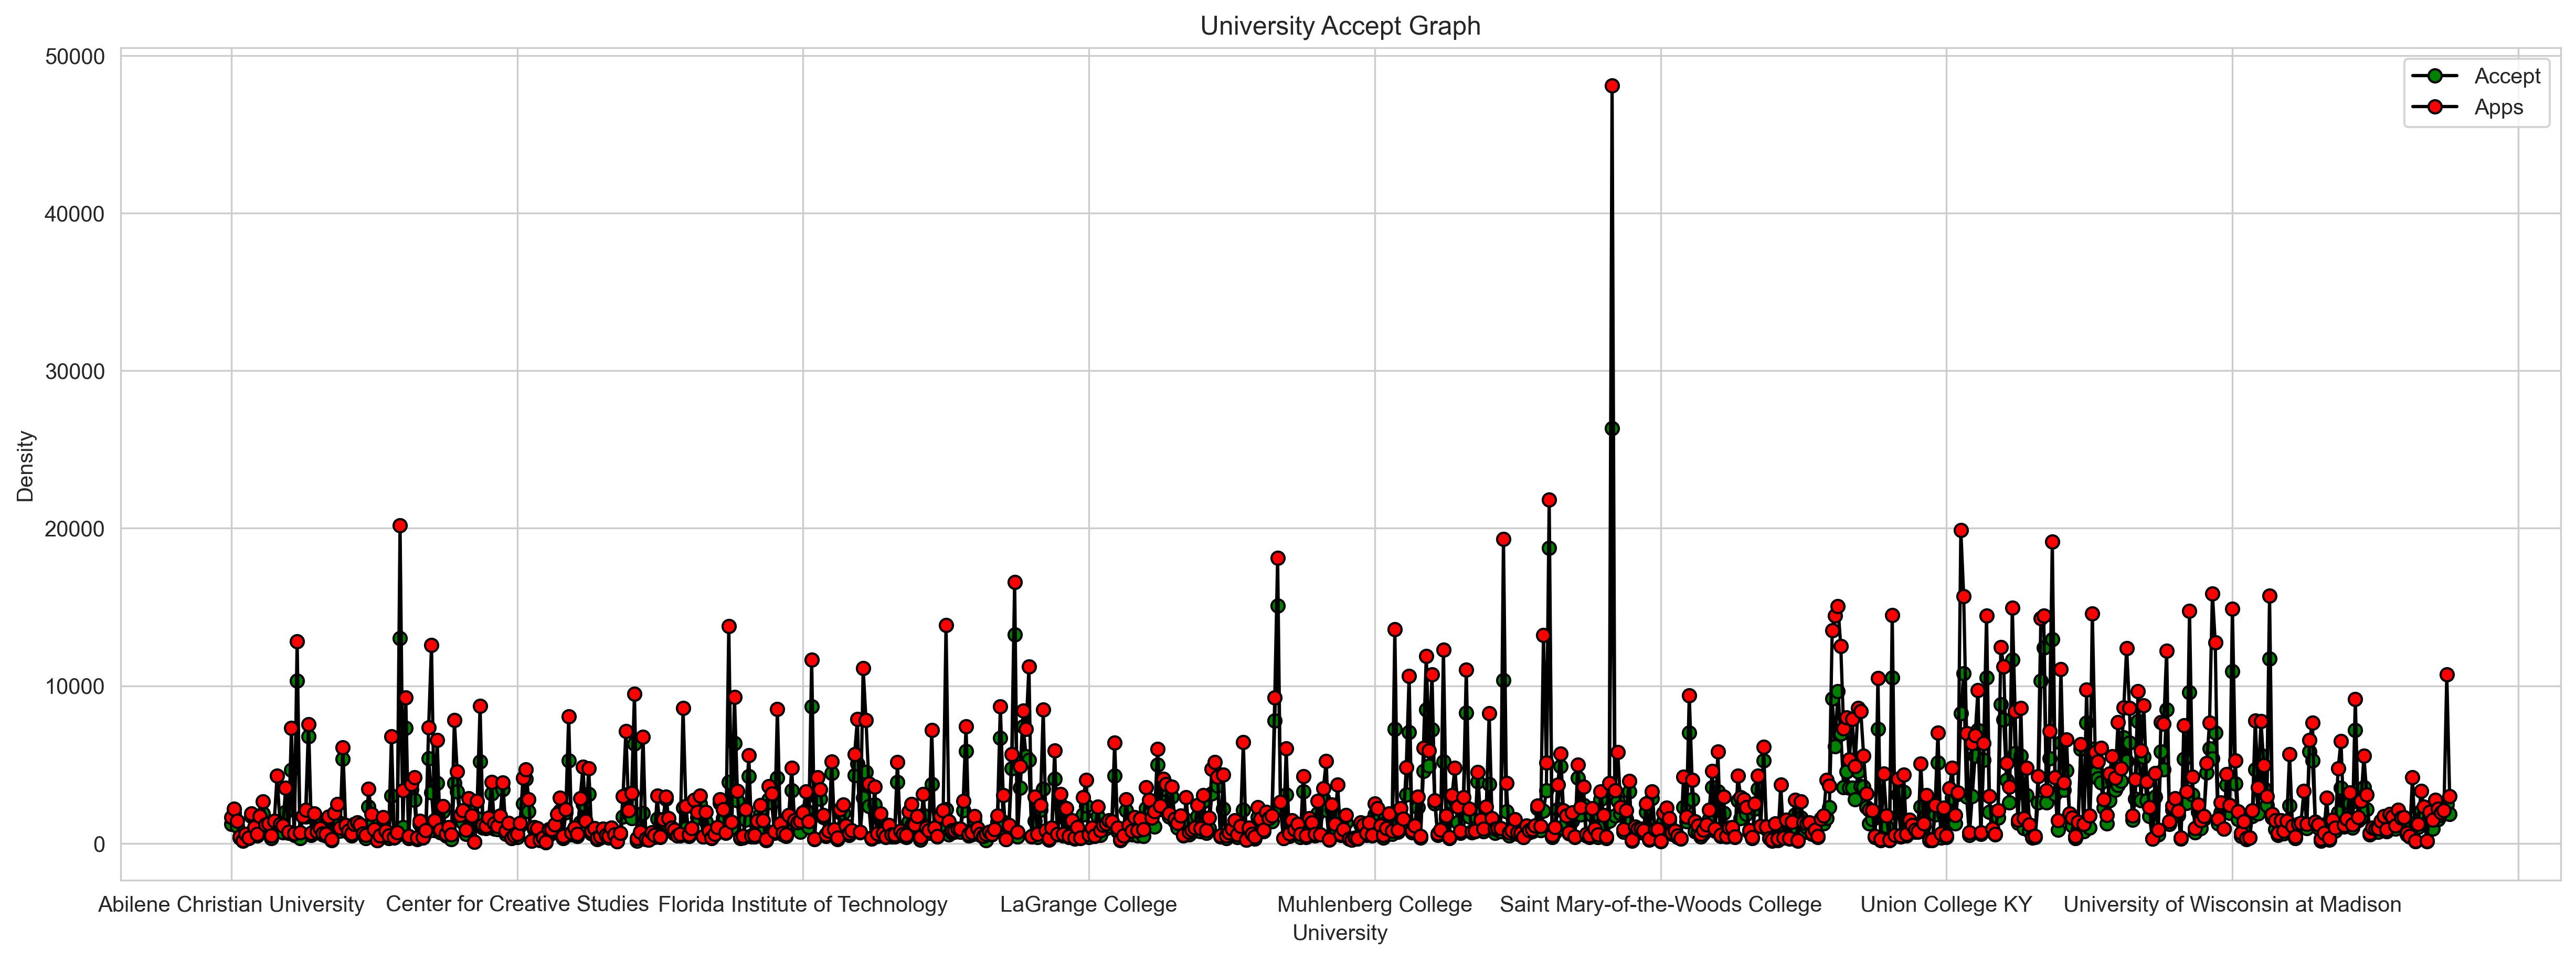 University Accept Graph
50000
40000
30000
20000
10000
0
Density
Accept
Apps
Abilene Christian University
Center for Creative Studies
Florida Institute of Technology
LaGrange College
Muhlenberg College
Saint Mary-of-the-Woods College
Union College KY
University of Wisconsin at Madison
University